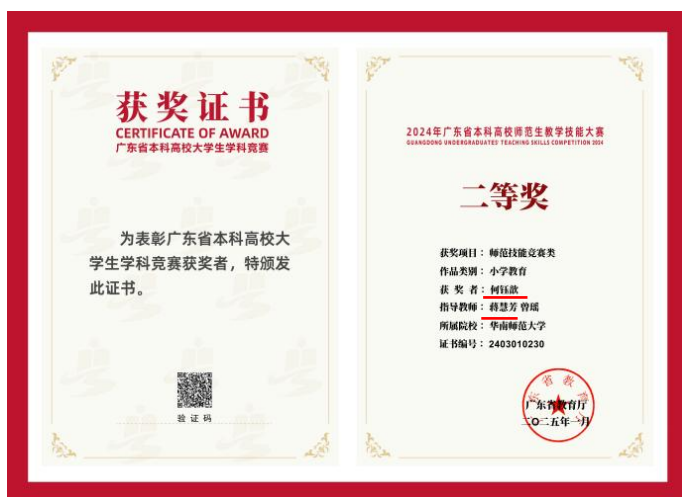 获奖证书
CERTIFICATE OF AWARD
广东省本科高校大学生学科竞赛
为表彰广东省本科高校大
学生学科竞赛获奖者，特颁发
此证书。
验证码
2024年广东省本科高校师范生教学技能大赛
GUANGDONG UNDERGRADUATES' TEACHING SKILLS COMPETITION 2024
二等奖
获奖项目：师范技能竞赛类
作品类别：小学教育
获 奖 者：何钰歆
指导教师：蒋慧芳 曾瑶
所属院校：华南师范大学
证书编号：2403010230
广东省教育厅
广东省教育厅
二〇二五年一月